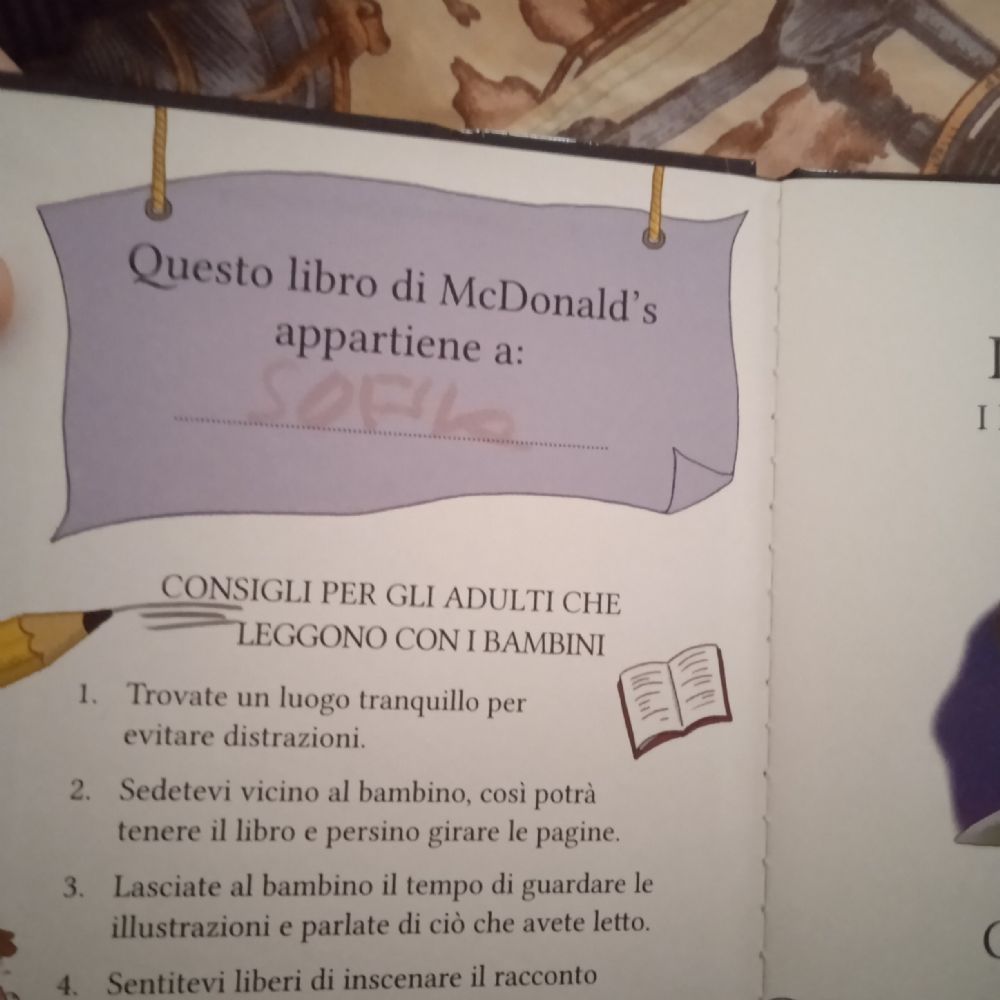 Questo libro di McDonald's
appartiene a:
SOFIA
CONSIGLI PER GLI ADULTI CHE
LEGGONO CON I BAMBINI
1. Trovate un luogo tranquillo per
evitare distrazioni.
2. Sedetevi vicino al bambino, così potrà
tenere il libro e persino girare le pagine.
3. Lasciate al bambino il tempo di guardare le
illustrazioni e parlate di ciò che avete letto.
4. Sentitevi liberi di inscenare il racconto